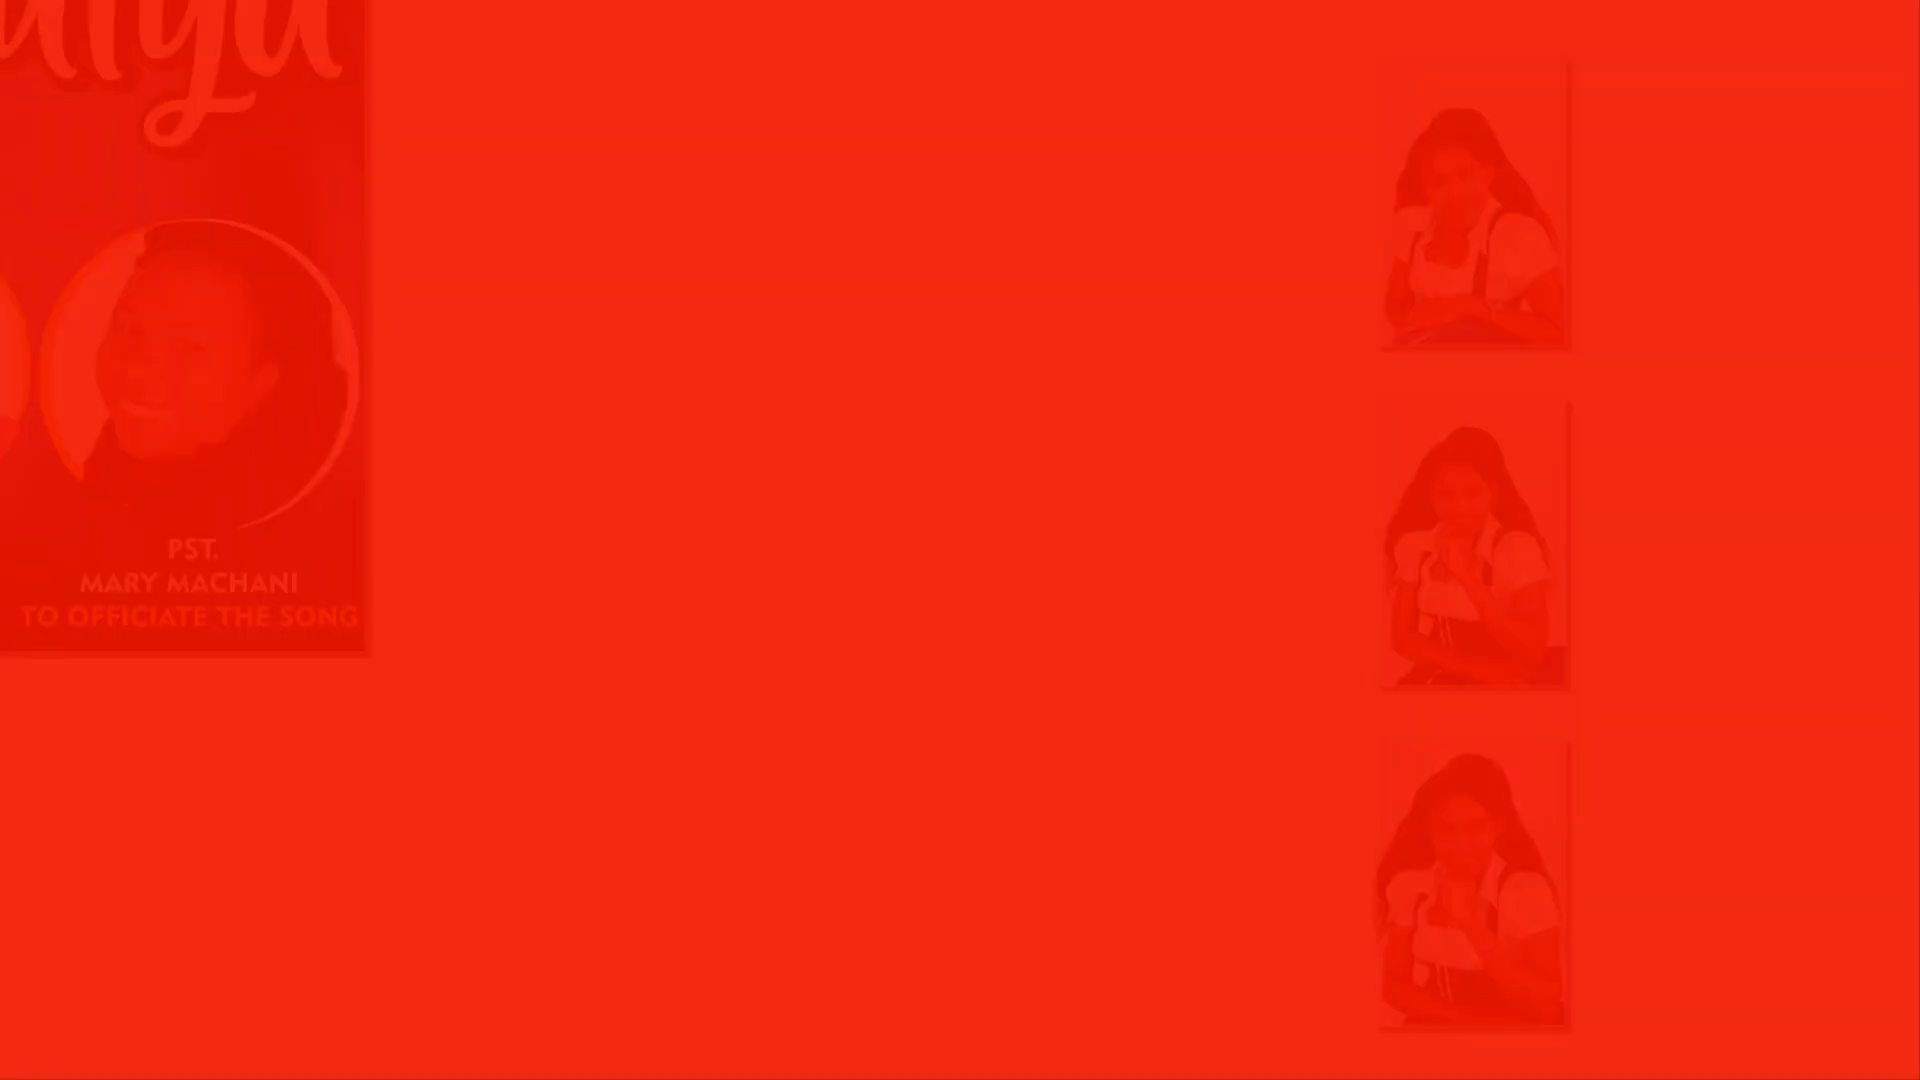 PST.
MARY MACHANI
TO OFFICIATE THE SONG